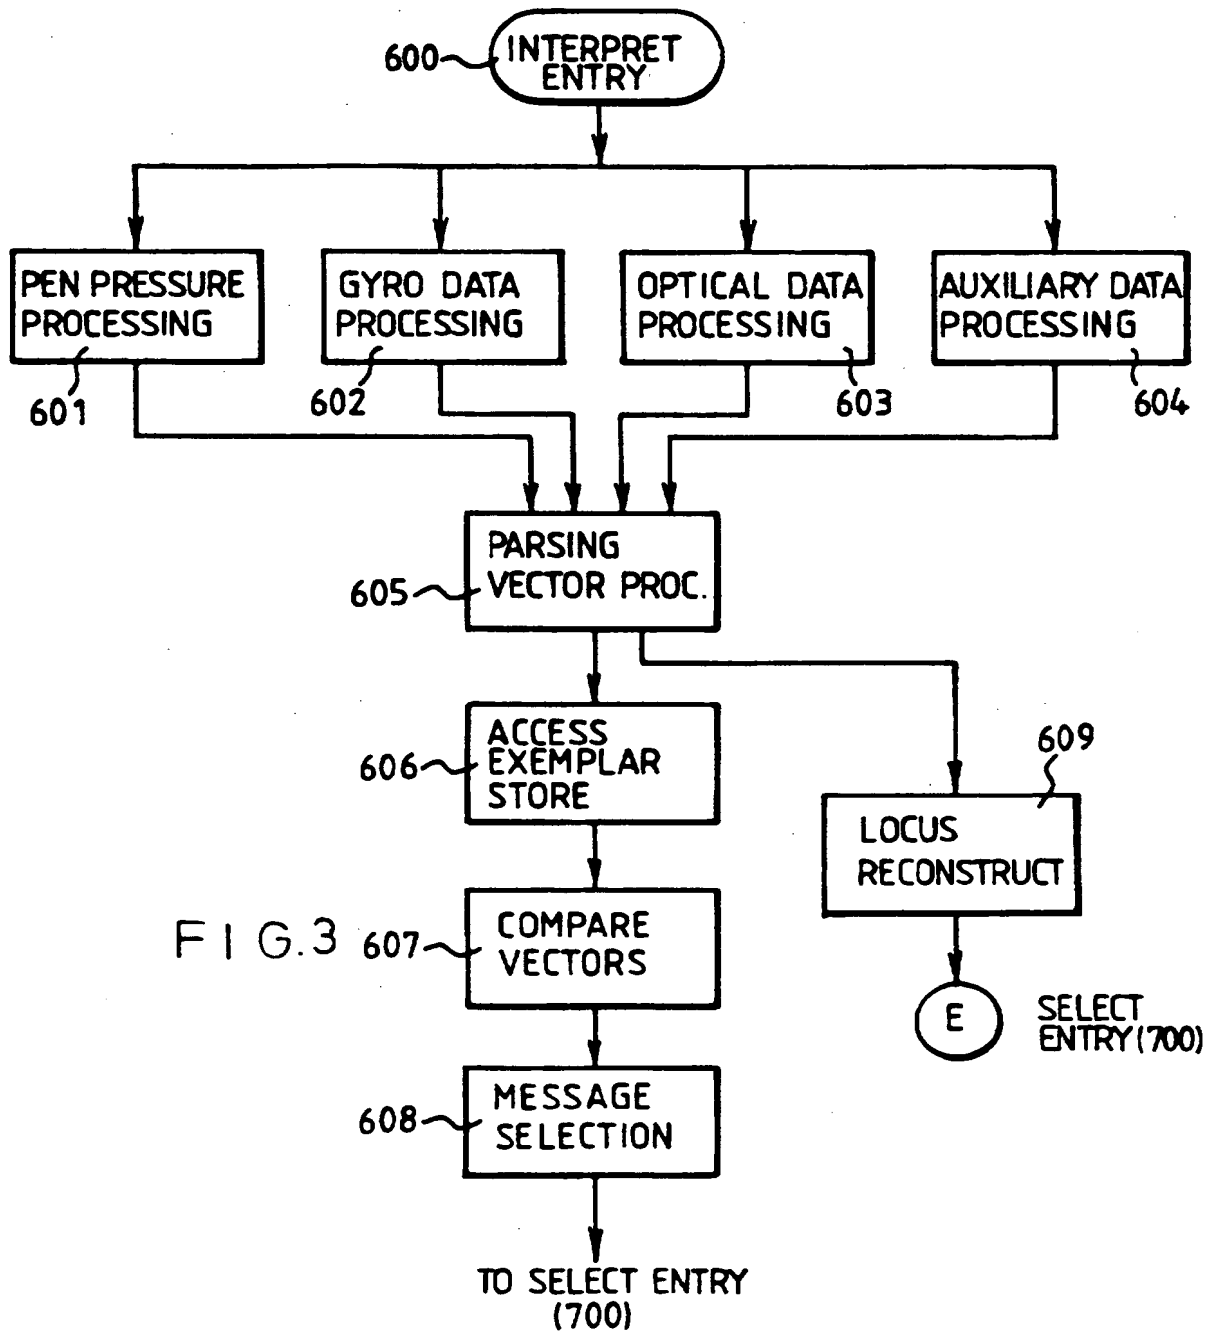 600
INTERPRET
ENTRY
PEN PRESSURE
PROCESSING
601
GYRO DATA
PROCESSING
602
OPTICAL DATA
PROCESSING
603
AUXILIARY DATA
PROCESSING
604
PARSING
VECTOR PROC.
605
ACCESS
EXEMPLAR
STORE
606
609
LOCUS
RECONSTRUCT
FIG.3
607
COMPARE
VECTORS
E
SELECT
ENTRY(700)
608
MESSAGE
SELECTION
TO SELECT ENTRY
(700)